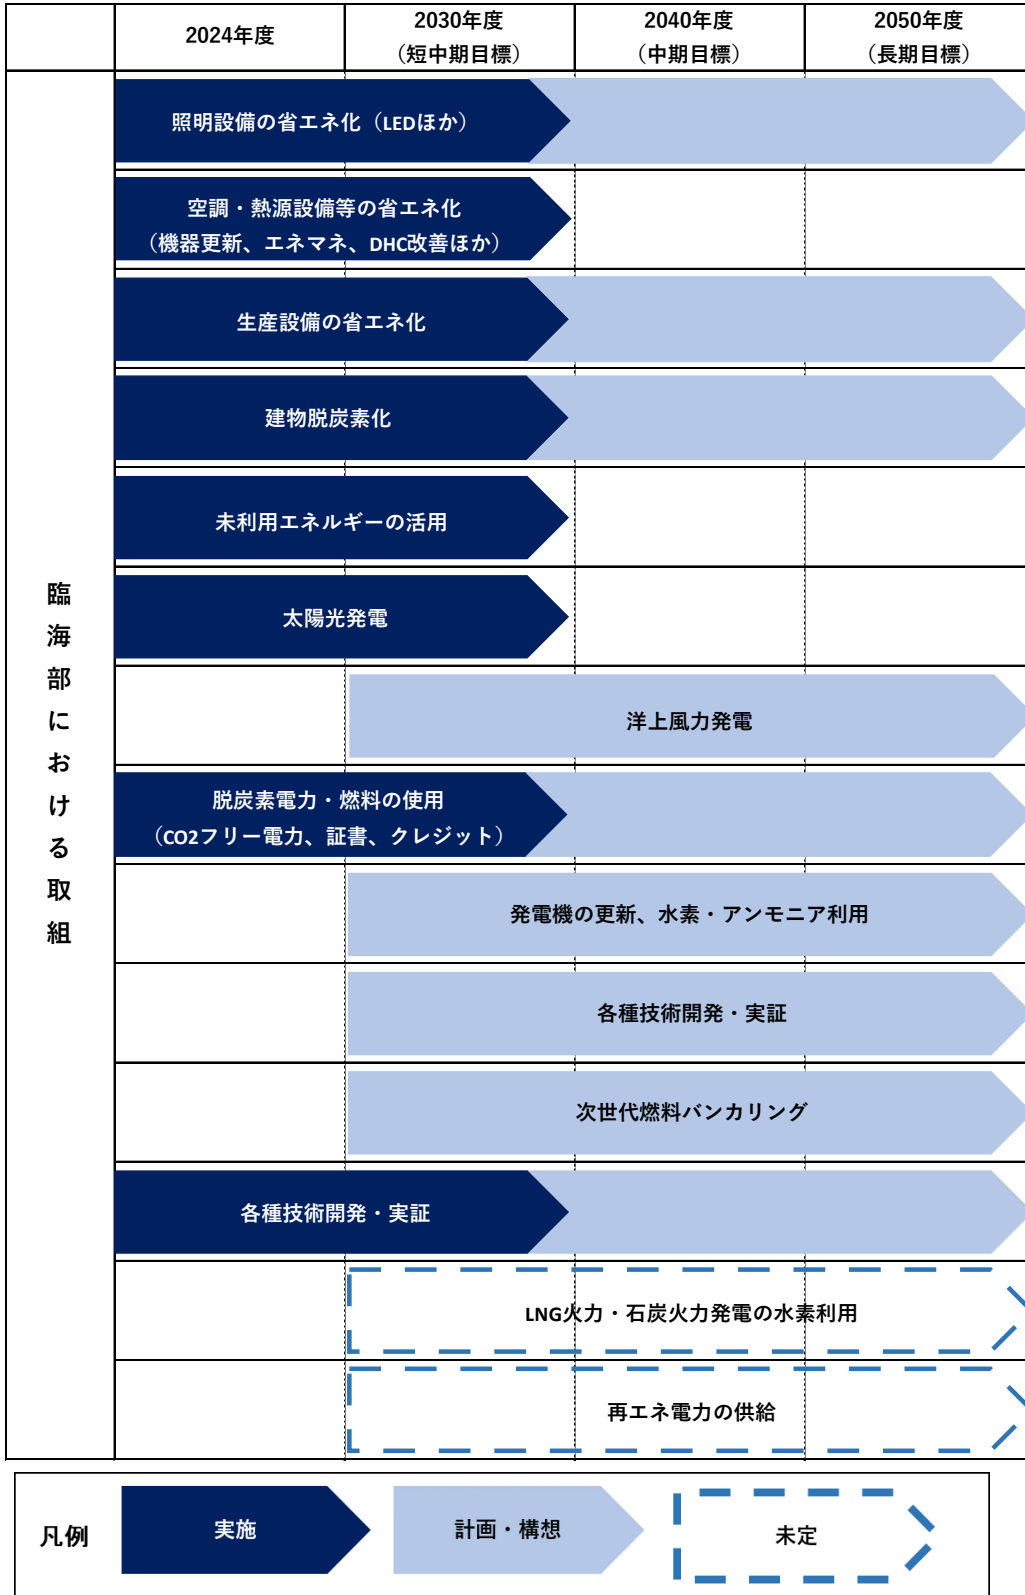 2024年度
2030年度
（短中期目標）
2040年度
（中期目標）
2050年度
（長期目標）
臨海部における取組
照明設備の省エネ化（LEDほか）
空調・熱源設備等の省エネ化
（機器更新、エネマネ、DHC改善ほか）
生産設備の省エネ化
建物脱炭素化
未利用エネルギーの活用
太陽光発電
洋上風力発電
脱炭素電力・燃料の使用
（CO2フリー電力、証書、クレジット）
発電機の更新、水素・アンモニア利用
各種技術開発・実証
次世代燃料バンカリング
各種技術開発・実証
LNG火力・石炭火力発電の水素利用
再エネ電力の供給
凡例
実施
計画・構想
未定